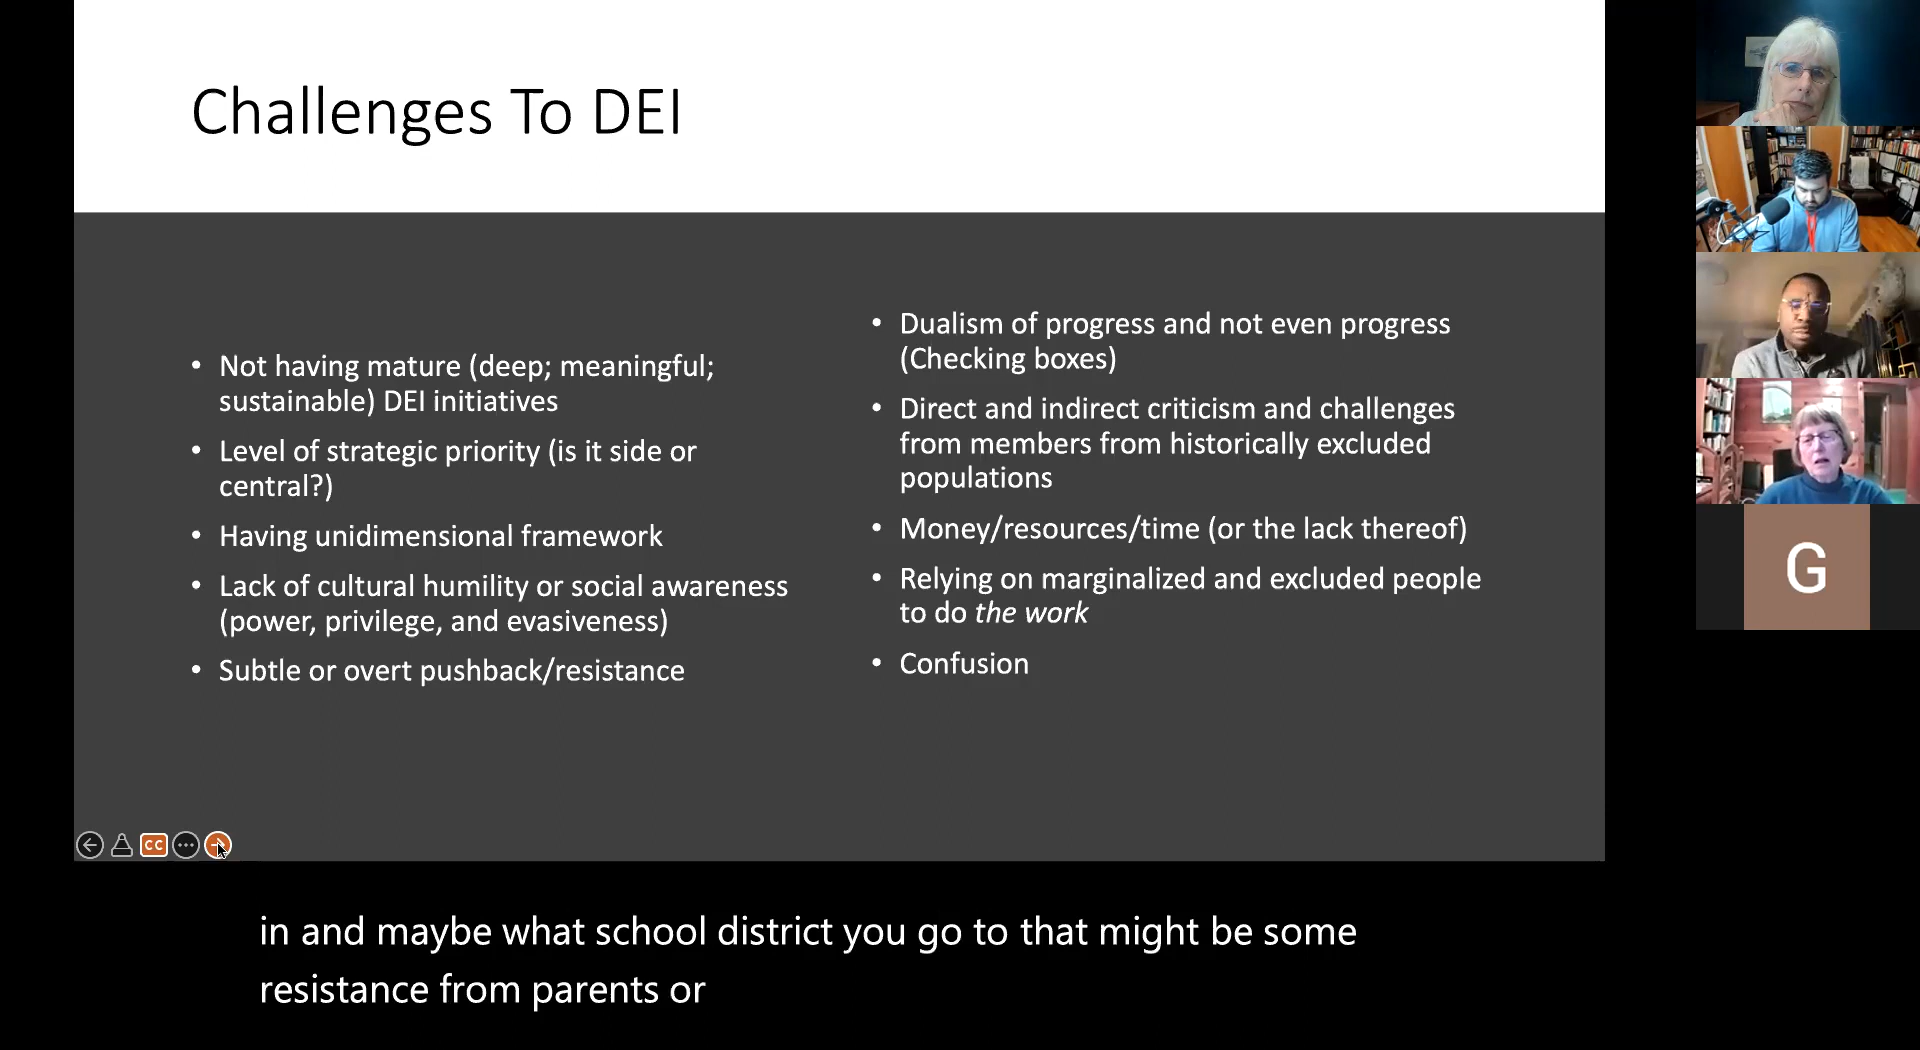 Challenges To DEI
• Not having mature (deep; meaningful;
sustainable) DEI initiatives
• Level of strategic priority (is it side or
central?)
• Having unidimensional framework
• Lack of cultural humility or social awareness
(power, privilege, and evasiveness)
• Subtle or overt pushback/resistance
• Dualism of progress and not even progress
(Checking boxes)
• Direct and indirect criticism and challenges
from members from historically excluded
populations
• Money/resources/time (or the lack thereof)
• Relying on marginalized and excluded people
to do the work
• Confusion
CC
in and maybe what school district you go to that might be some
resistance from parents or
G